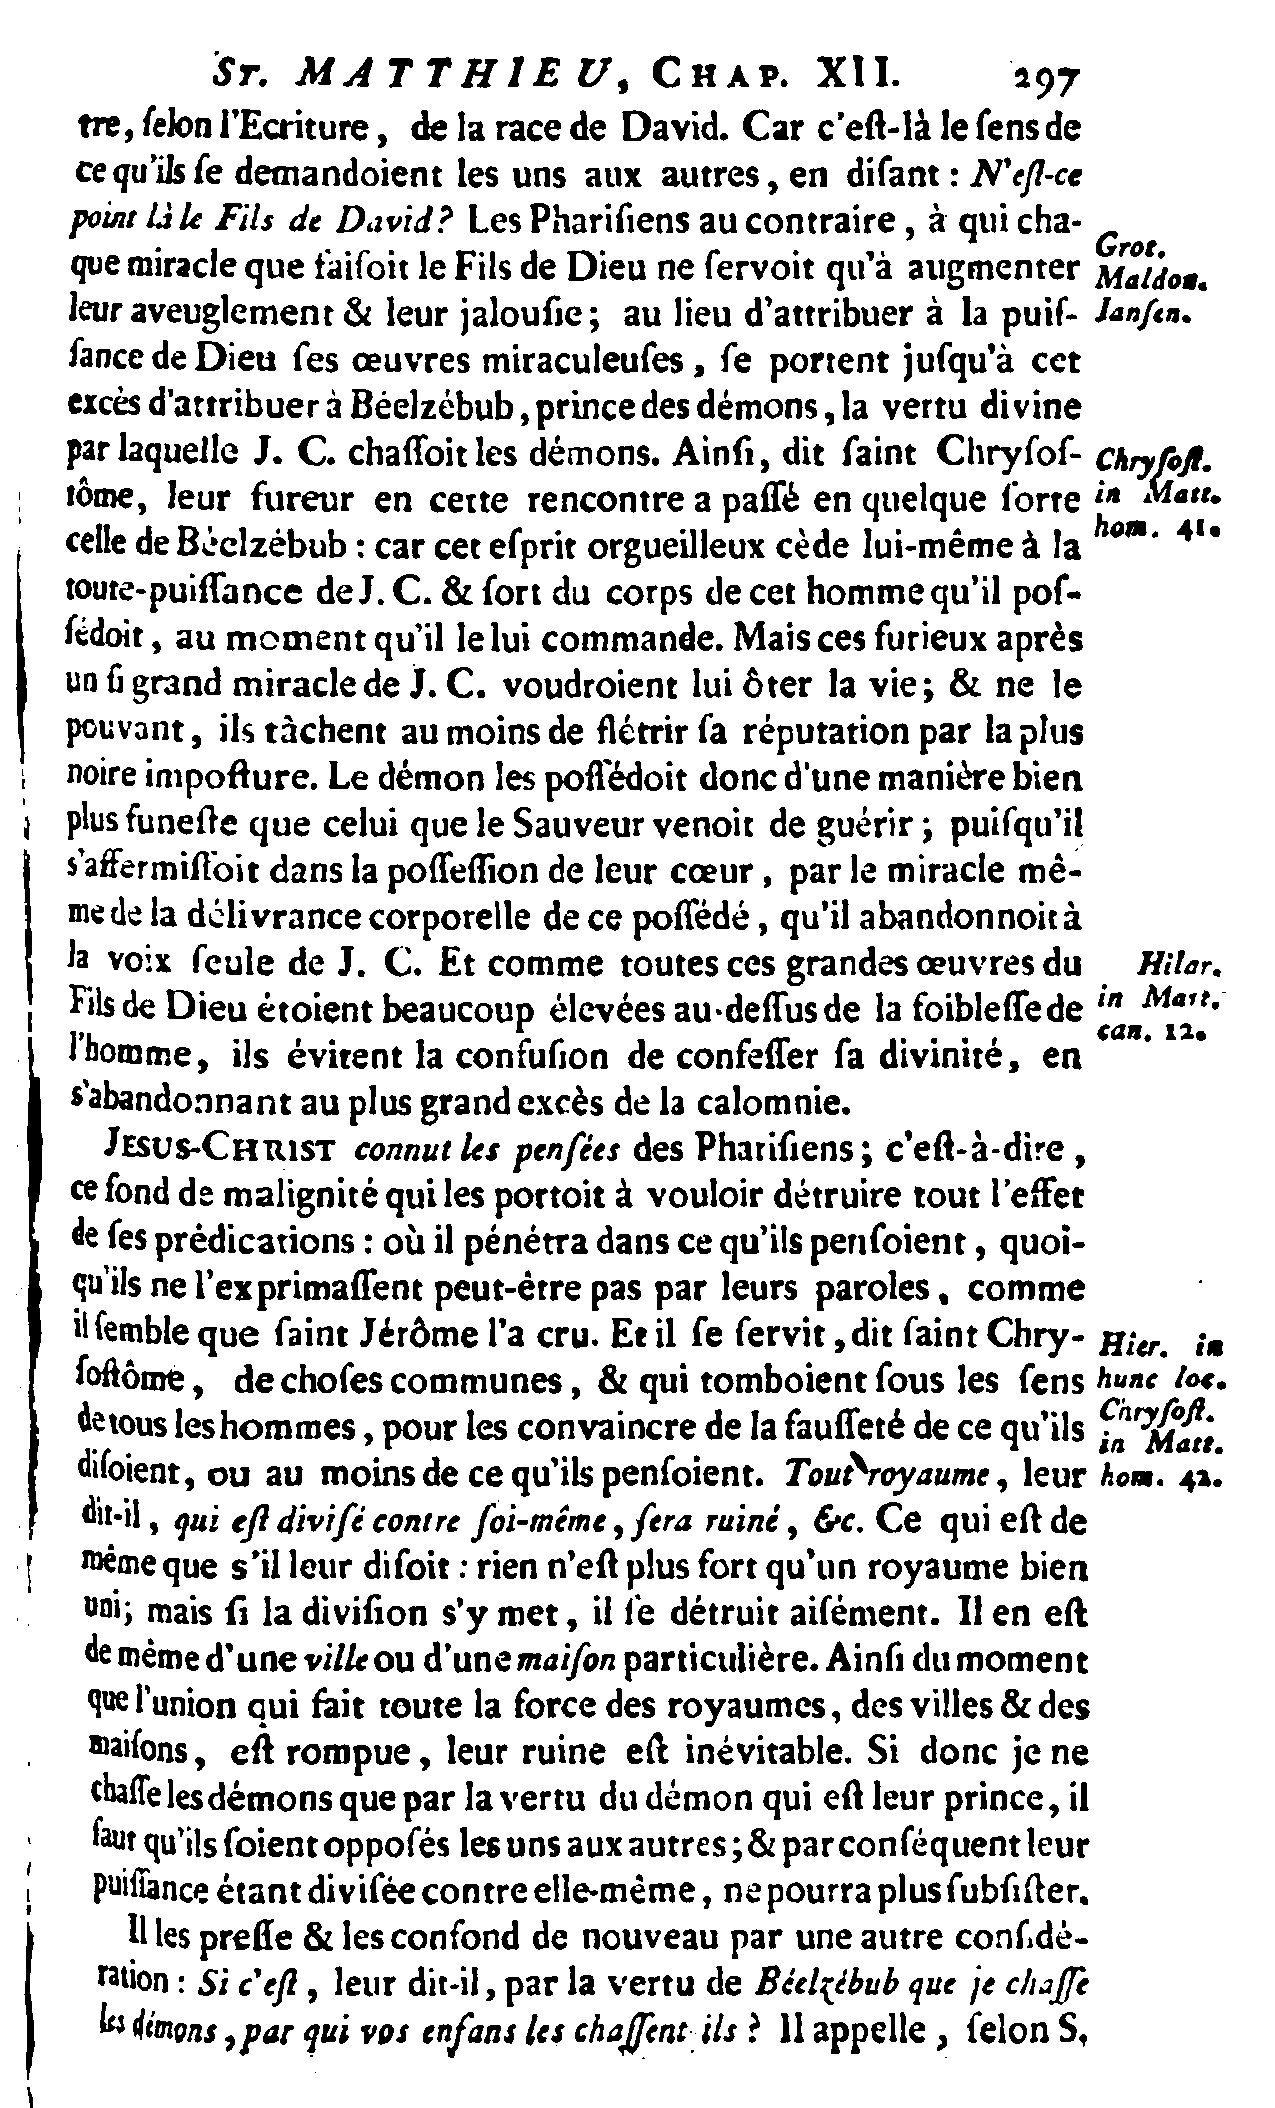 St. MATTHIEU, CHAP. XII. 297
tre, ſelon l'Ecriture, de la race de David. Car c'eſt-là le ſens de
ce qu'ils ſe demandoient les uns aux autres, en diſant : N'eſt-ce
point là le Fils de David? Les Phariſiens au contraire, à qui cha-
que miracle que faiſoit le Fils de Dieu ne ſervoit qu'à augmenter
leur aveuglement & leur jalouſie; au lieu d'attribuer à la puiſ-
ſance de Dieu ſes œuvres miraculeuſes, ſe portent juſqu'à cet
excès d'attribuer à Béelzébub, prince des démons, la vertu divine
par laquelle J. C. chaſſoit les démons. Ainſi, dit ſaint Chryſoſ-
tôme, leur fureur en cette rencontre a paſſé en quelque ſorte
celle de Béelzébub : car cet eſprit orgueilleux cède lui-même à la
toute-puiſſance de J. C. & ſort du corps de cet homme qu'il poſ-
ſédoit, au moment qu'il le lui commande. Mais ces furieux après
un ſi grand miracle de J. C. voudroient lui ôter la vie; & ne le
pouvant, ils tâchent au moins de flétrir ſa réputation par la plus
noire impoſture. Le démon les poſſédoit donc d'une manière bien
plus funeſte que celui que le Sauveur venoit de guérir; puiſqu'il
s'affermiſſoit dans la poſſeſſion de leur cœur, par le miracle mê-
me de la délivrance corporelle de ce poſſédé, qu'il abandonnoit à
la voix ſeule de J. C. Et comme toutes ces grandes œuvres du
Fils de Dieu étoient beaucoup élevées au-deſſus de la foibleſſe de
l'homme, ils évitent la confuſion de confeſſer ſa divinité, en
s'abandonnant au plus grand excès de la calomnie.
JESUS-CHRIST connut les penſées des Phariſiens; c'eſt-à-dire,
ce fond de malignité qui les portoit à vouloir détruire tout l'effet
de ſes prédications : où il pénétra dans ce qu'ils penſoient, quoi-
qu'ils ne l'exprimaſſent peut-être pas par leurs paroles, comme
il ſemble que ſaint Jérôme l'a cru. Et il ſe ſervit, dit ſaint Chry-
ſoſtôme, de choſes communes, & qui tomboient ſous les ſens
de tous les hommes, pour les convaincre de la fauſſeté de ce qu'ils
diſoient, ou au moins de ce qu'ils penſoient. Tout royaume, leur
dit-il, qui eſt diviſé contre ſoi-même, ſera ruiné, &c. Ce qui eſt de
même que s'il leur diſoit : rien n'eſt plus fort qu'un royaume bien
uni; mais ſi la diviſion s'y met, il ſe détruit aiſément. Il en eſt
de même d'une ville ou d'une maiſon particulière. Ainſi du moment
que l'union qui fait toute la force des royaumes, des villes & des
maiſons, eſt rompue, leur ruine eſt inévitable. Si donc je ne
chaſſe les démons que par la vertu du démon qui eſt leur prince, il
faut qu'ils ſoient oppoſés les uns aux autres; & par conſéquent leur
puiſſance étant diviſée contre elle-même, ne pourra plus ſubſiſter.
Il les preſſe & les confond de nouveau par une autre conſidé-
ration : Si c'eſt, leur dit-il, par la vertu de Béelzébub que je chaſſe
les démons, par qui vos enfans les chaſſent ils? Il appelle, ſelon S.
Grot.
Maldon.
Janſen.
Chryſoſt.
in Matt.
hom. 41.
Hilar.
in Matt.
can. 12.
Hier. in
hunc loc.
Chryſoſt.
in Matt.
hom. 42.